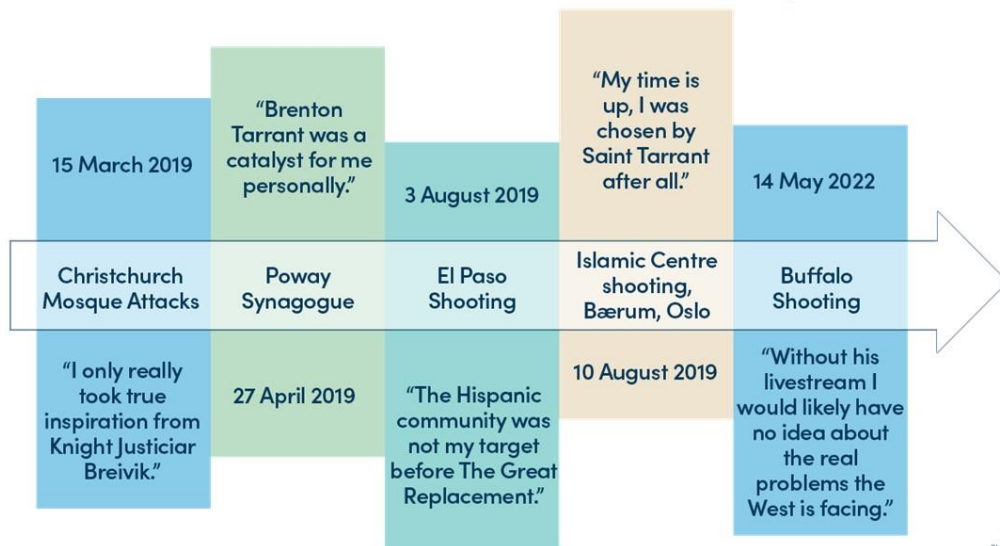 15 March 2019
Christchurch
Mosque Attacks
“I only really
took true
inspiration from
Knight Justiciar
Breivik.”
“Brenton
Tarrant was a
catalyst for me
personally.”
Poway
Synagogue
27 April 2019
3 August 2019
El Paso
Shooting
“The Hispanic
community was
not my target
before The Great
Replacement.”
“My time is
up, I was
chosen by
Saint Tarrant
after all.”
Islamic Centre
shooting,
Bærum, Oslo
10 August 2019
14 May 2022
Buffalo
Shooting
“Without his
livestream I
would likely have
no idea about
the real
problems the
West is facing.”